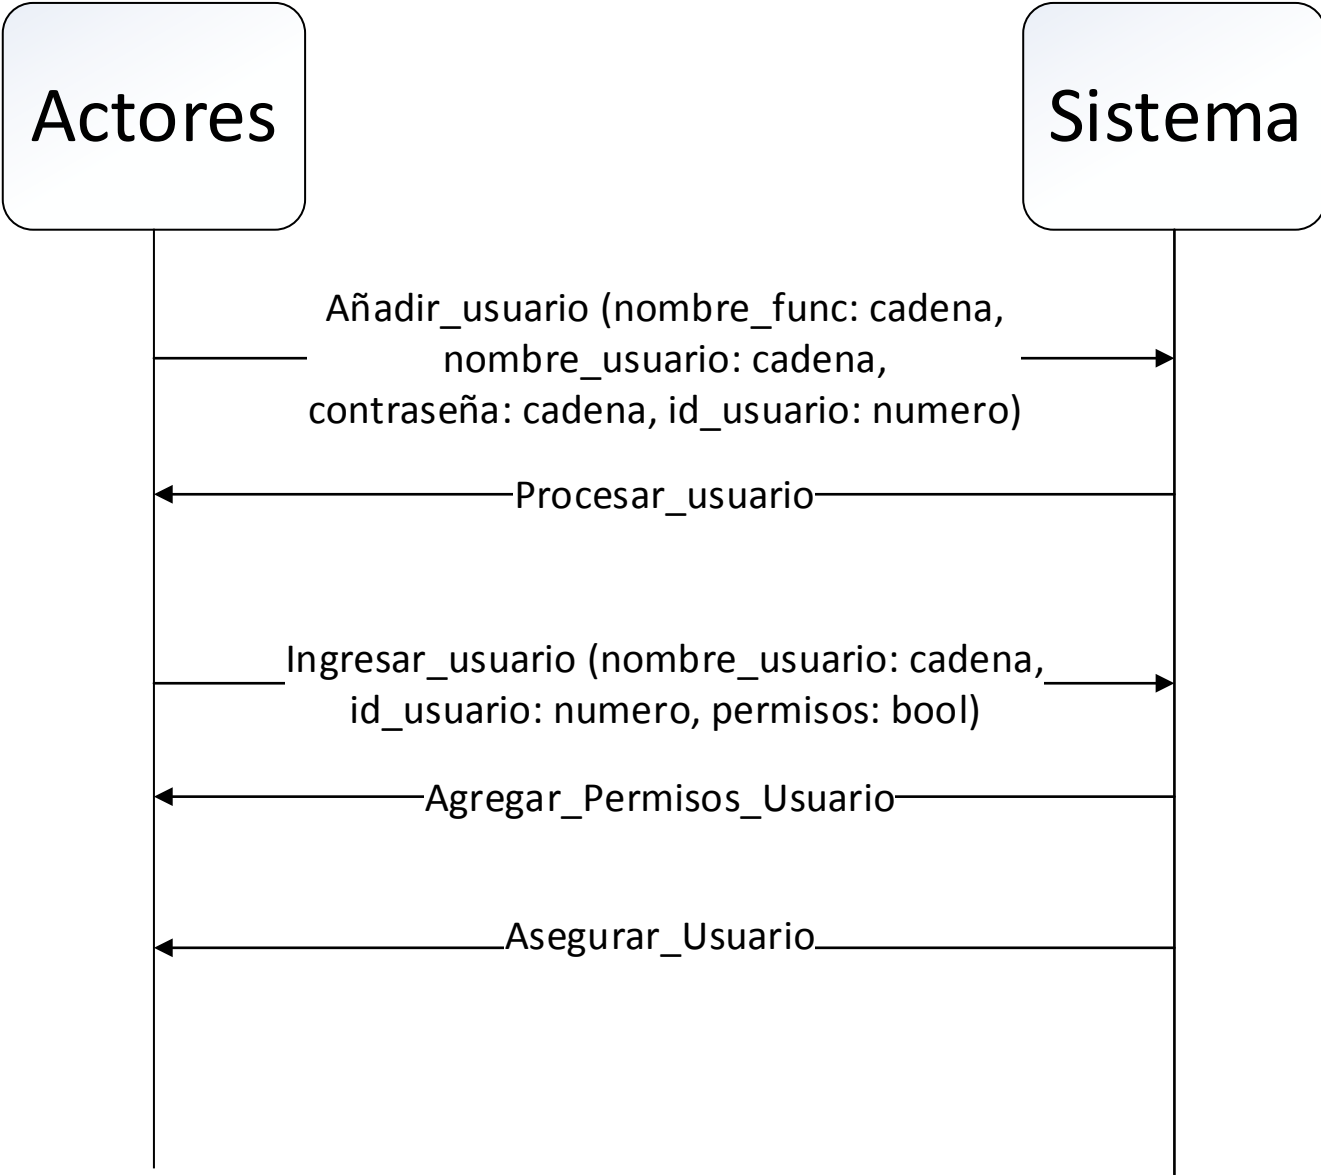 Actores
Sistema
Añadir_usuario (nombre_func: cadena,
nombre_usuario: cadena,
contraseña: cadena, id_usuario: numero)
Procesar_usuario
Ingresar_usuario (nombre_usuario: cadena,
id_usuario: numero, permisos: bool)
Agregar_Permisos_Usuario
Asegurar_Usuario